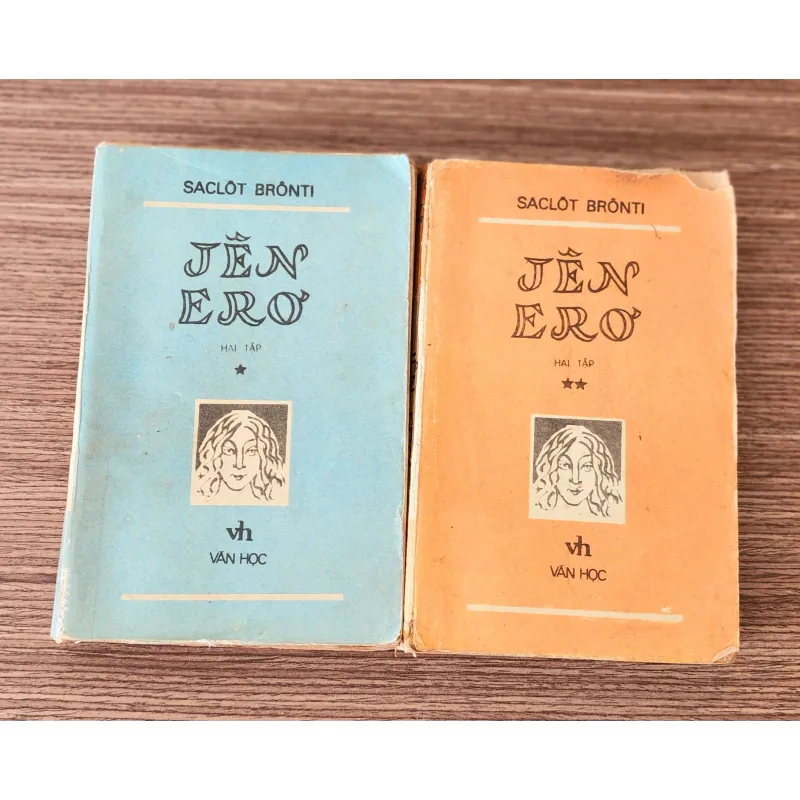 SACLÔT BRÔNTI
JÊN
ERƠ
HAI TẬP
★
vh
VĂN HỌC
SACLÔT BRÔNTI
JÊN
ERƠ
HAI TẬP
★★
vh
VĂN HỌC